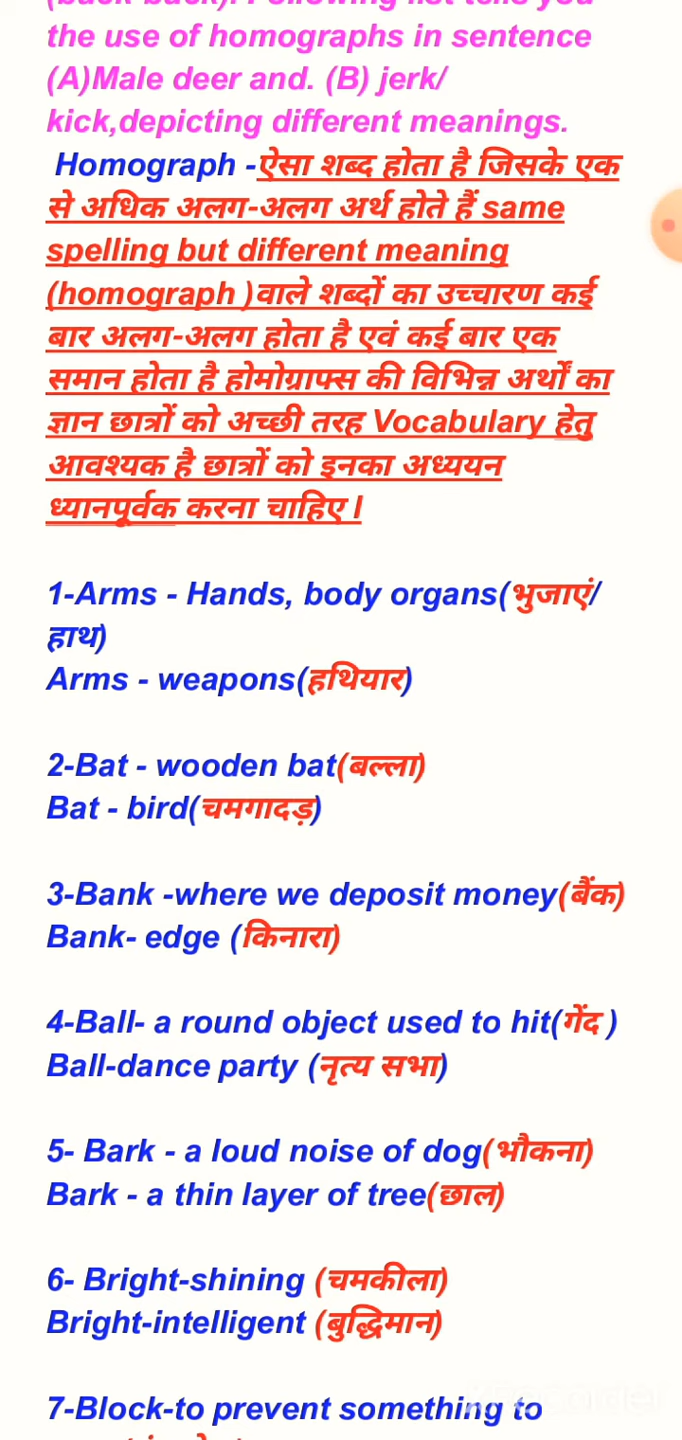 the use of homographs in sentence
(A)Male deer and. (B) jerk/
kick,depicting different meanings.
Homograph -ऐसा शब्द होता है जिसके एक
से अधिक अलग-अलग अर्थ होते हैं same
spelling but different meaning
(homograph )वाले शब्दों का उच्चारण कई
बार अलग-अलग होता है एवं कई बार एक
समान होता है होमोग्राफ्स की विभिन्न अर्थों का
ज्ञान छात्रों को अच्छी तरह Vocabulary हेतु
आवश्यक है छात्रों को इनका अध्ययन
ध्यानपूर्वक करना चाहिए l
1-Arms - Hands, body organs(भुजाएं/
हाथ)
Arms - weapons(हथियार)
2-Bat - wooden bat(बल्ला)
Bat - bird(चमगादड़)
3-Bank -where we deposit money(बैंक)
Bank- edge (किनारा)
4-Ball- a round object used to hit(गेंद )
Ball-dance party (नृत्य सभा)
5- Bark - a loud noise of dog(भौकना)
Bark - a thin layer of tree(छाल)
6- Bright-shining (चमकीला)
Bright-intelligent (बुद्धिमान)
7-Block-to prevent something to